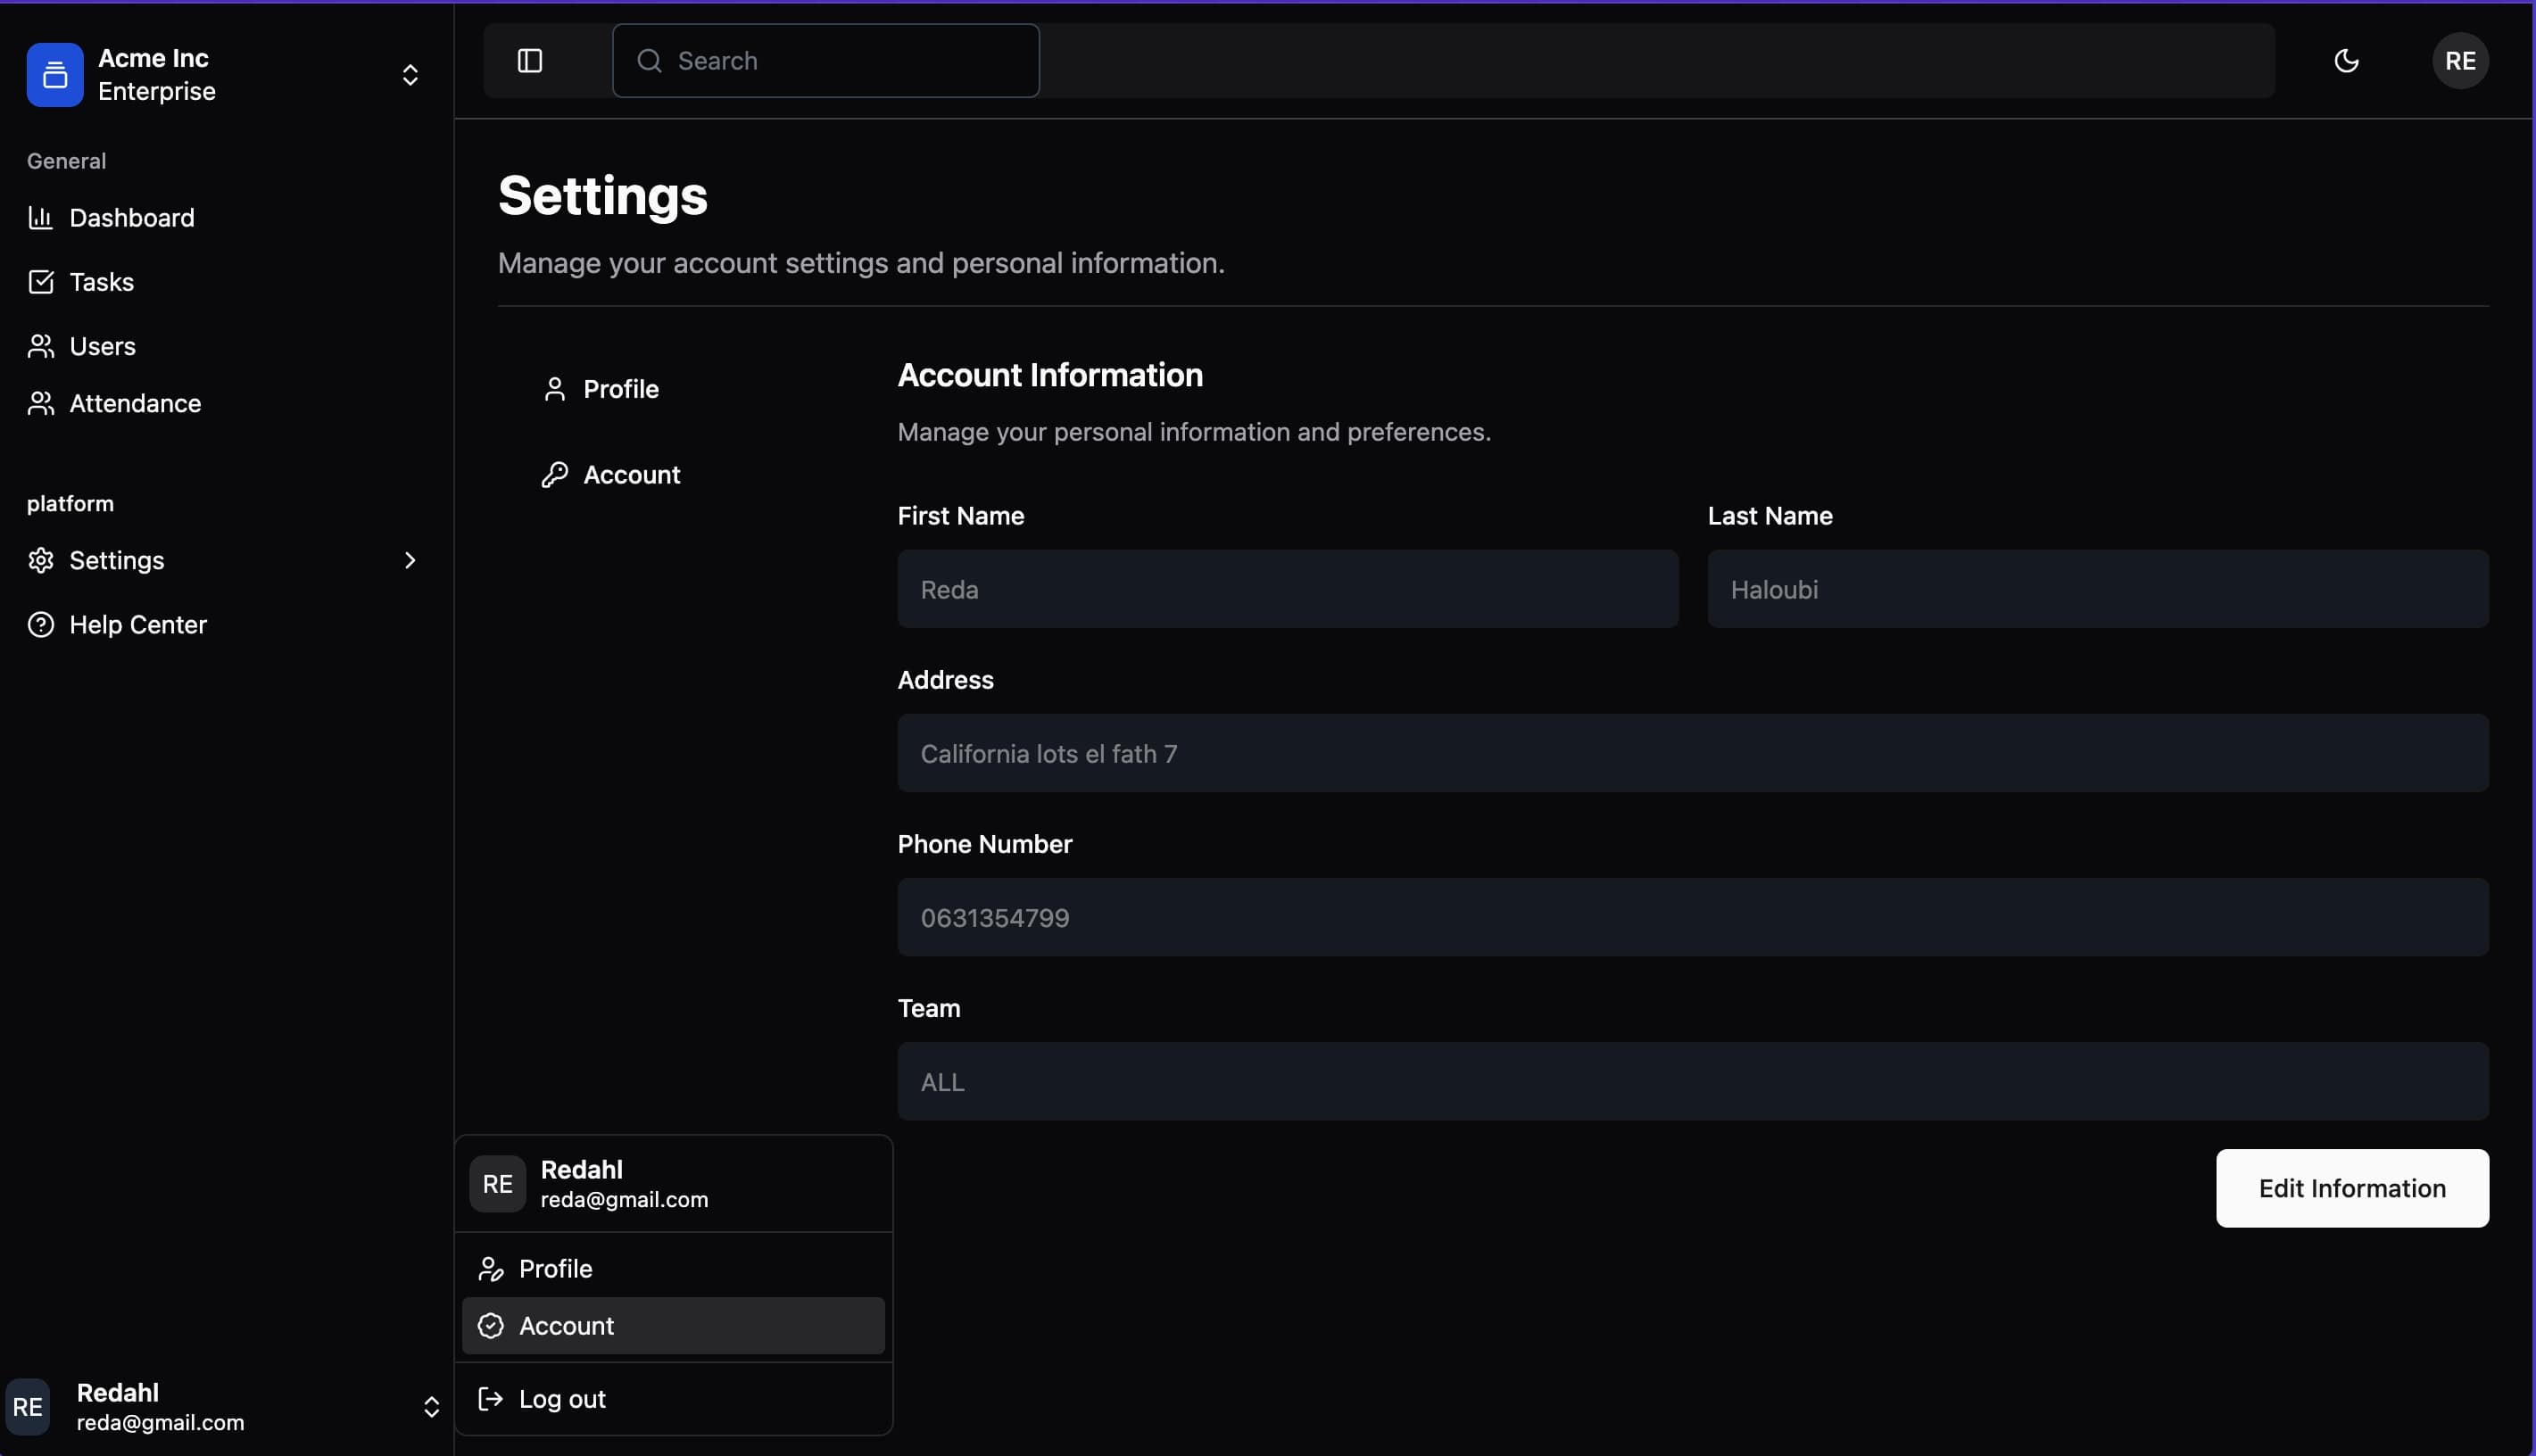 Acme Inc
Enterprise
General
Dashboard
Tasks
Users
Attendance
platform
Settings
Help Center
RE
Redahl
reda@gmail.com
Search
RE
Settings
Manage your account settings and personal information.
Profile
Account
Account Information
Manage your personal information and preferences.
First Name
Last Name
Reda
Haloubi
Address
California lots el fath 7
Phone Number
0631354799
Team
ALL
Edit Information
RE
Redahl
reda@gmail.com
Profile
Account
Log out